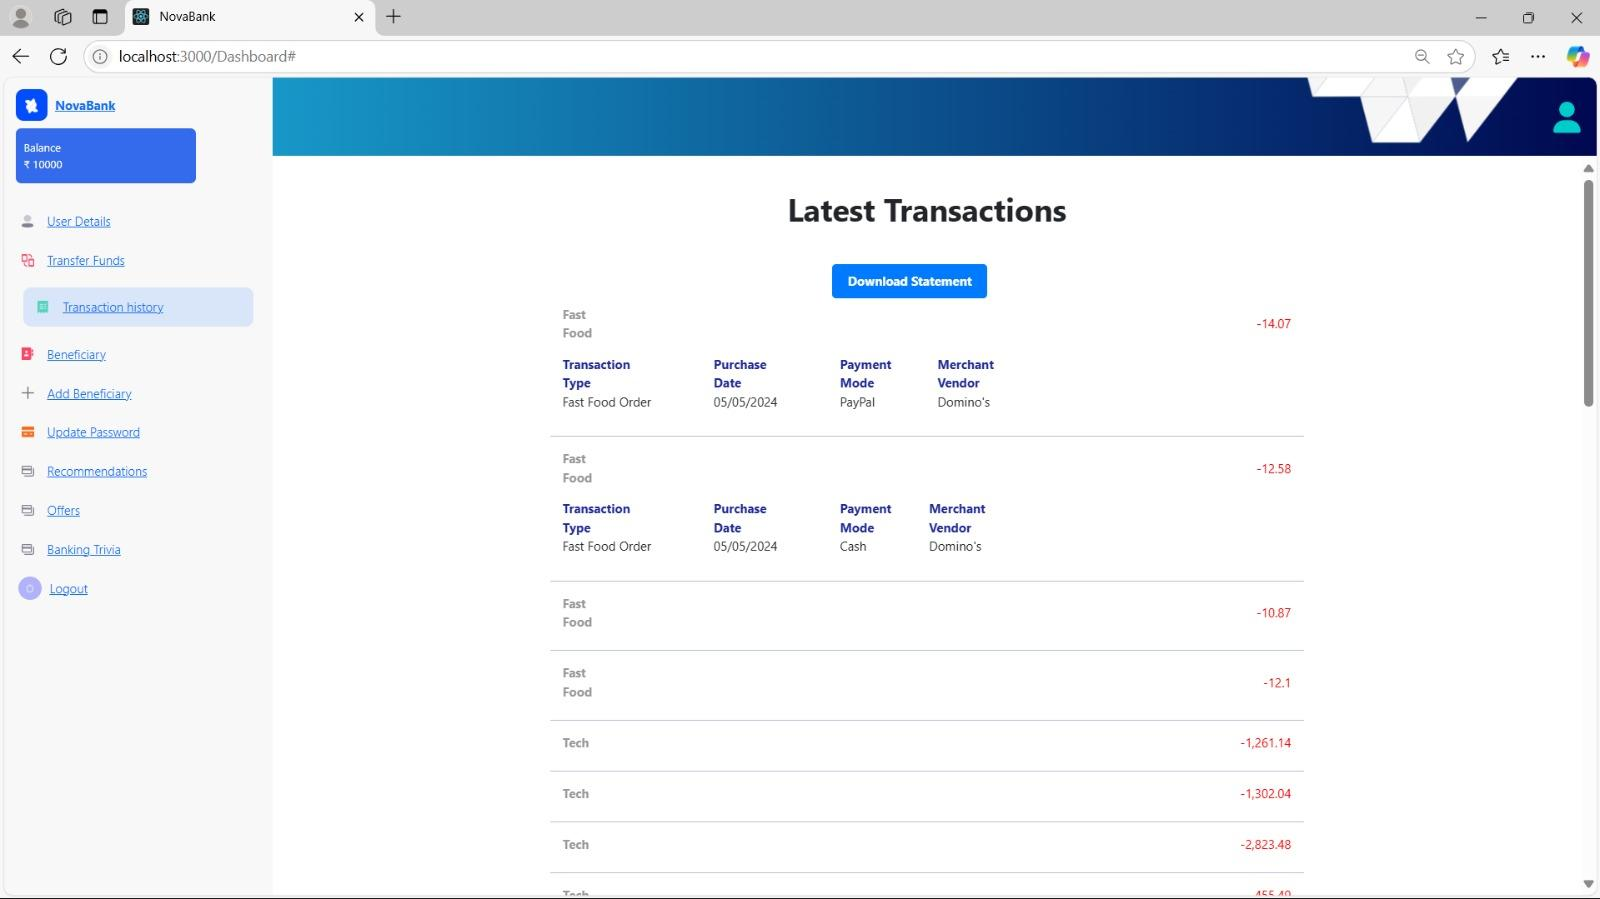 NovaBank
localhost:3000/Dashboard#
NovaBank
Balance
₹ 10000
User Details
Transfer Funds
Transaction history
Beneficiary
Add Beneficiary
Update Password
Recommendations
Offers
Banking Trivia
Logout
Latest Transactions
Download Statement
Fast
Food
-14.07
Transaction Purchase Payment Merchant
Type Date Mode Vendor
Fast Food Order 05/05/2024 PayPal Domino's
Fast
Food
-12.58
Transaction Purchase Payment Merchant
Type Date Mode Vendor
Fast Food Order 05/05/2024 Cash Domino's
Fast
Food
-10.87
Fast
Food
-12.1
Tech -1,261.14
Tech -1,302.04
Tech -2,823.48
Tech